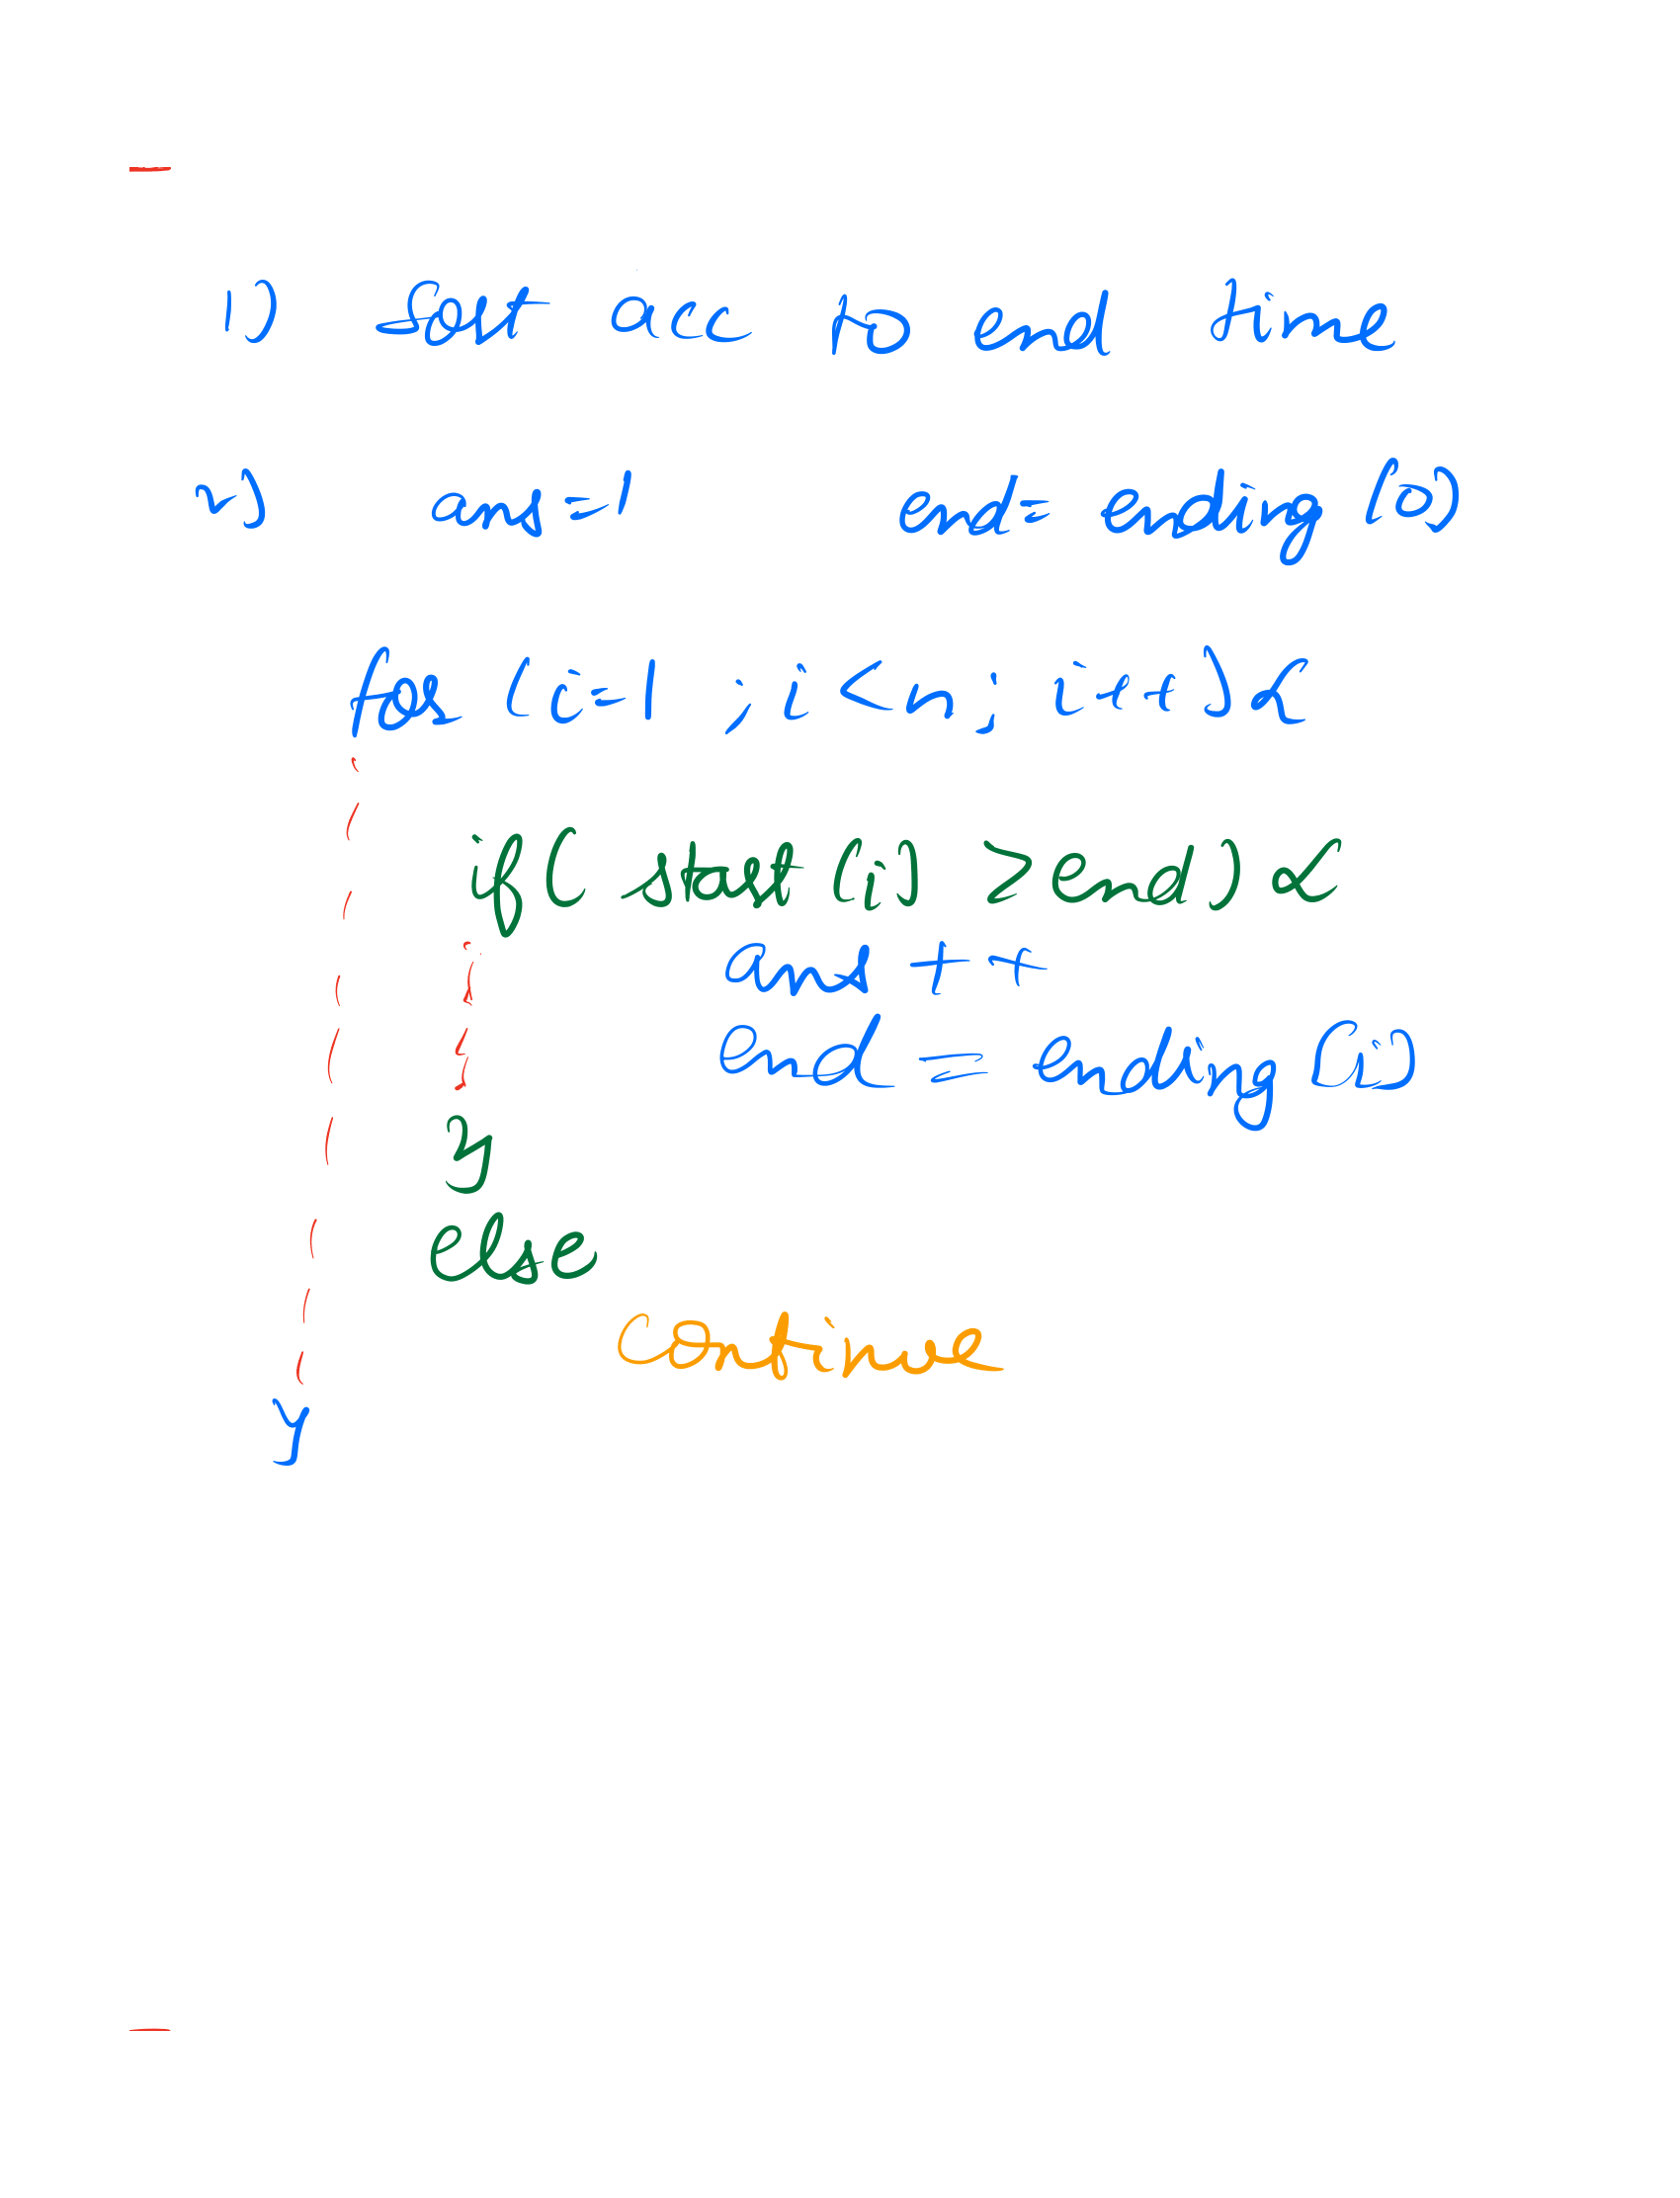 1) Sort acc to end time
2) ans=1 end= ending [0]
for (i=1 ; i<n ; i++) {
if( start [i] > end ) {
ans ++
end = ending [i]
}
else
continue
}